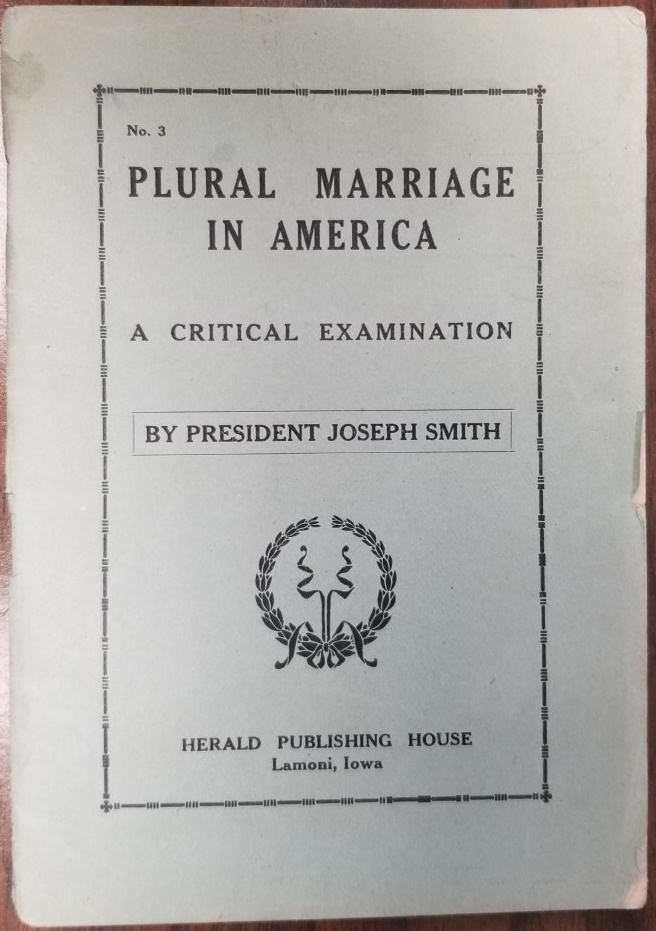 No. 3
PLURAL MARRIAGE
IN AMERICA
A CRITICAL EXAMINATION
BY PRESIDENT JOSEPH SMITH
HERALD PUBLISHING HOUSE
Lamoni, Iowa